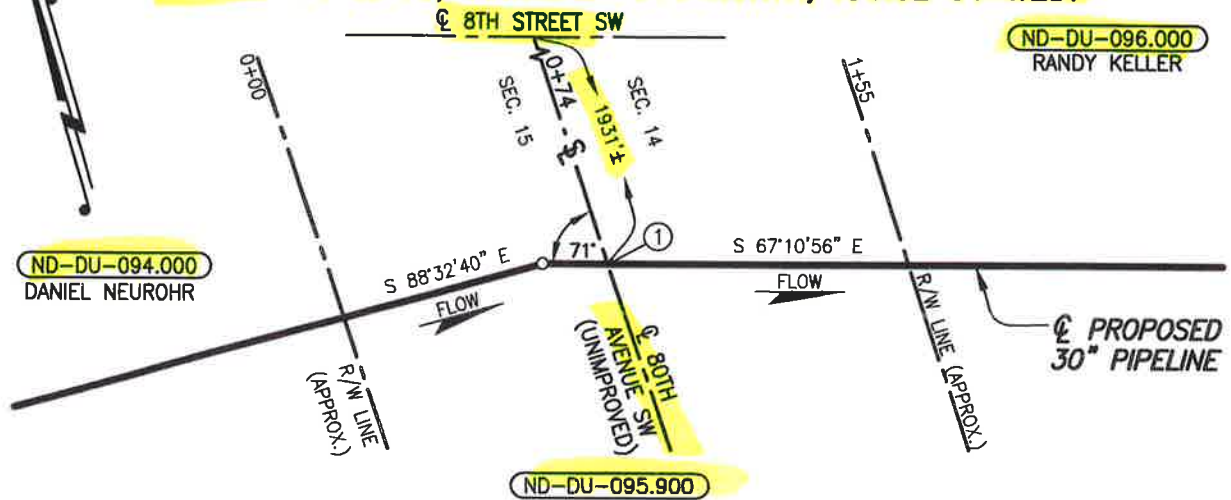 ℄ 8TH STREET SW
ND-DU-096.000
RANDY KELLER
0+00
SEC. 15
0+74
1931'±
SEC. 14
1+55
ND-DU-094.000
DANIEL NEUROHR
S 88°32'40" E
FLOW
71°
1
S 67°10'56" E
FLOW
℄ PROPOSED
30" PIPELINE
R/W LINE
(APPROX.)
℄ 80TH
AVENUE SW
(UNIMPROVED)
R/W LINE (APPROX.)
ND-DU-095.900